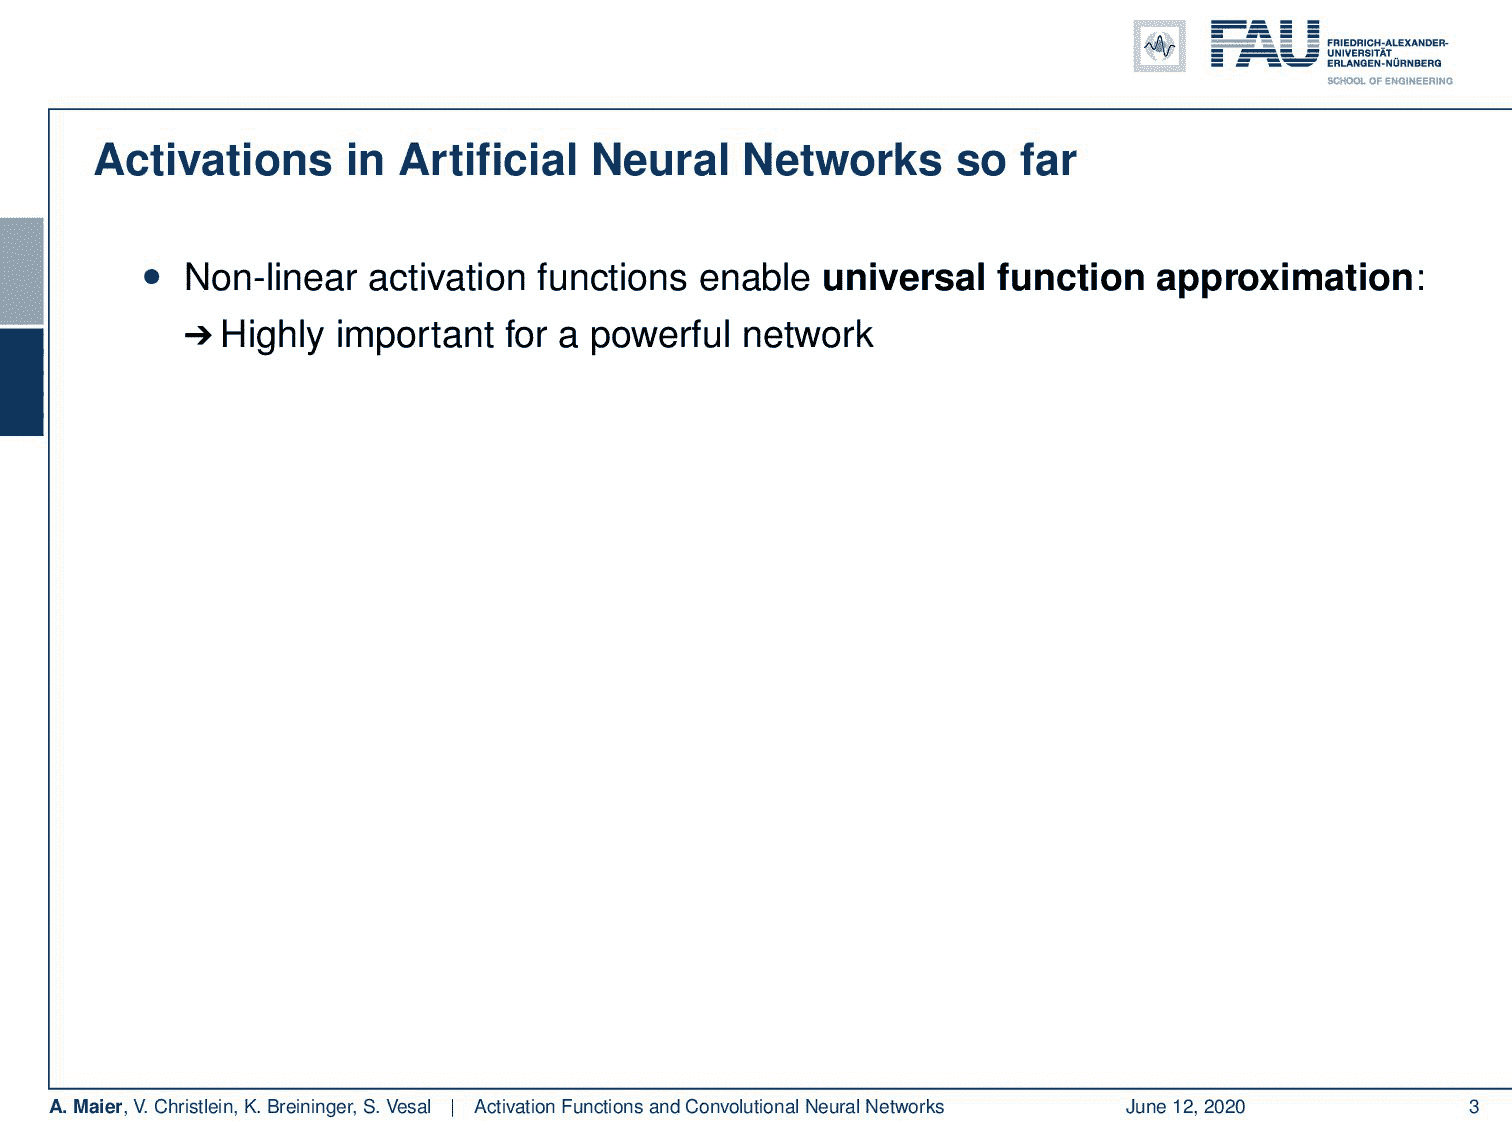 FAU
FRIEDRICH-ALEXANDER-
UNIVERSITÄT
ERLANGEN-NÜRNBERG
SCHOOL OF ENGINEERING
Activations in Artificial Neural Networks so far
• Non-linear activation functions enable universal function approximation:
➔ Highly important for a powerful network
A. Maier, V. Christlein, K. Breininger, S. Vesal | Activation Functions and Convolutional Neural Networks June 12, 2020 3